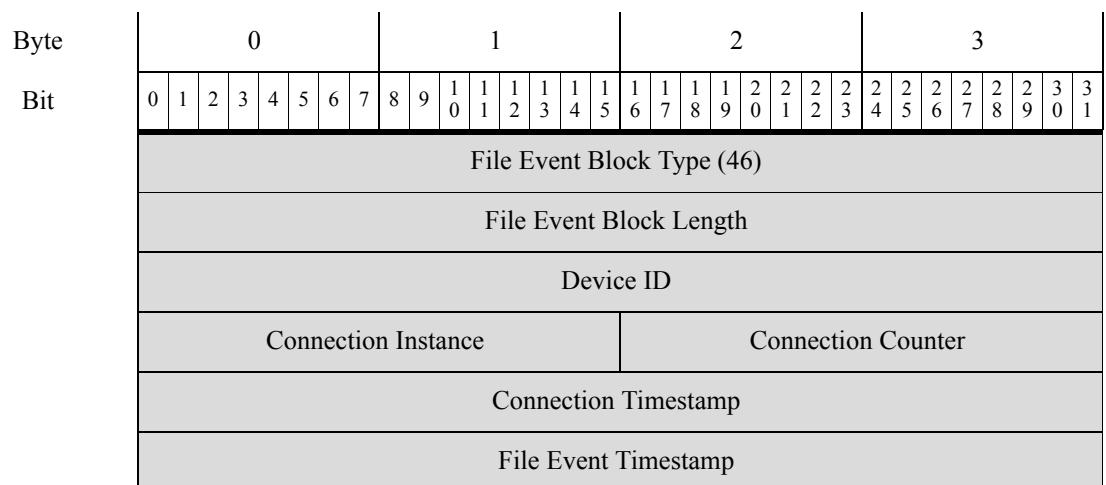 Byte 0 1 2 3
Bit 0 1 2 3 4 5 6 7 8 9 10 11 12 13 14 15 16 17 18 19 20 21 22 23 24 25 26 27 28 29 30 31
File Event Block Type (46)
File Event Block Length
Device ID
Connection Instance Connection Counter
Connection Timestamp
File Event Timestamp